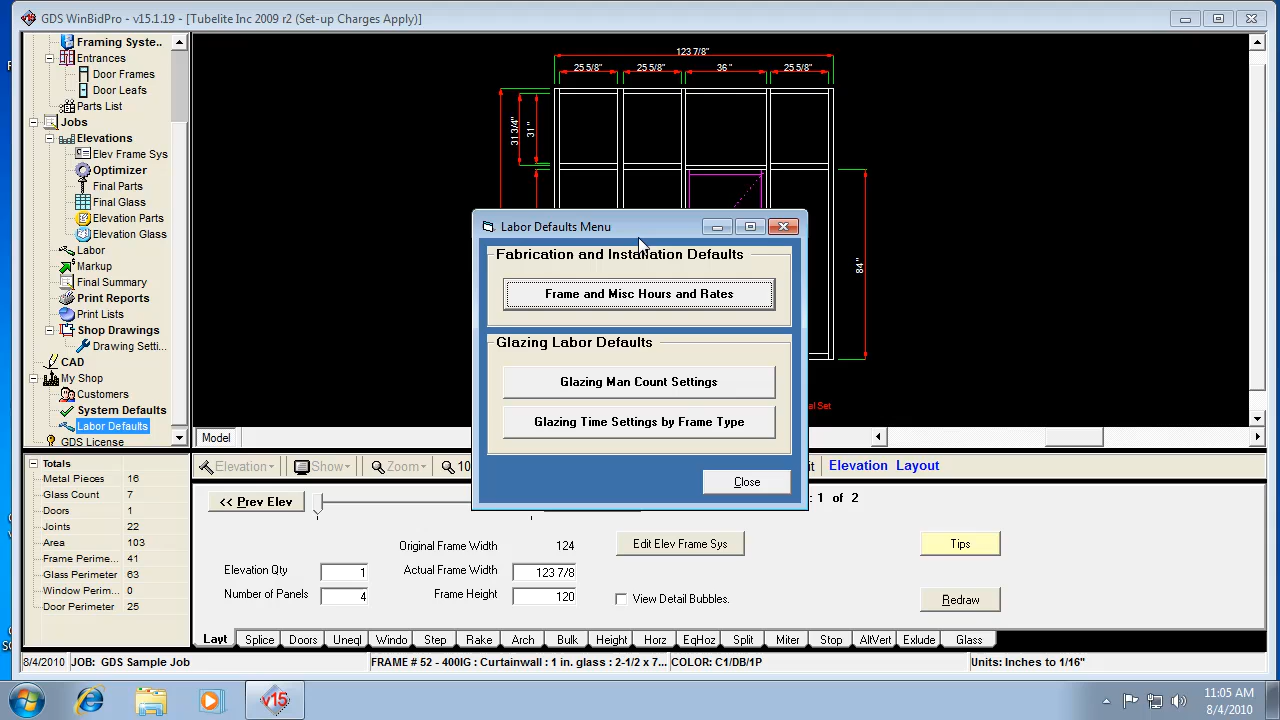 GDS WinBidPro - v15.1.19 - [Tubelite Inc 2009 r2 (Set-up Charges Apply)]
Framing Syste..
Entrances
Door Frames
Door Leafs
Parts List
Jobs
Elevations
Elev Frame Sys
Optimizer
Final Parts
Final Glass
Elevation Parts
Elevation Glass
Labor
Markup
Final Summary
Print Reports
Print Lists
Shop Drawings
Drawing Setti...
CAD
My Shop
Customers
System Defaults
Labor Defaults
GDS License
123 7/8"
25 5/8"
25 5/8"
36 "
25 5/8"
31 3/4"
31 "
84 "
Model
Labor Defaults Menu
Fabrication and Installation Defaults
Frame and Misc Hours and Rates
Glazing Labor Defaults
Glazing Man Count Settings
Glazing Time Settings by Frame Type
Close
Totals
Metal Pieces 16
Glass Count 7
Doors 1
Joints 22
Area 103
Frame Perime... 41
Glass Perimeter 63
Window Perim... 0
Door Perimeter 25
Elevation
Show
Zoom
10
Elevation Layout
<< Prev Elev
: 1 of 2
Original Frame Width 124
Edit Elev Frame Sys
Tips
Elevation Qty 1
Actual Frame Width 123 7/8
Number of Panels 4
Frame Height 120
View Detail Bubbles.
Redraw
Layt Splice Doors Uneql Windo Step Rake Arch Bulk Height Horz EqHoz Split Miter Stop AltVert Exlude Glass
8/4/2010 JOB: GDS Sample Job FRAME # 52 - 400IG : Curtainwall : 1 in. glass : 2-1/2 x 7... COLOR: C1/DB/1P Units: Inches to 1/16"
v15
11:05 AM
8/4/2010